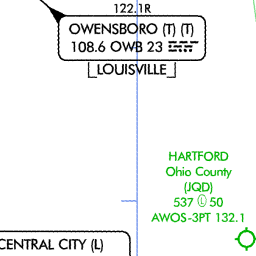 122.1R
OWENSBORO (T) (T)
108.6 OWB 23
LOUISVILLE
HARTFORD
Ohio County
(JQD)
537 Ⓛ 50
AWOS-3PT 132.1
CENTRAL CITY (L)